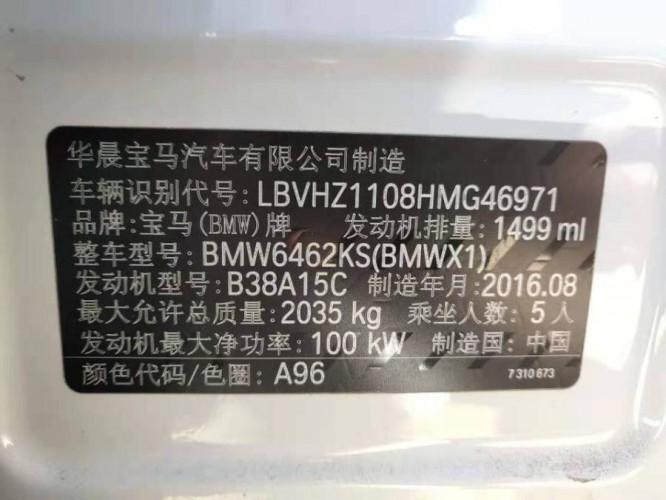 华晨宝马汽车有限公司制造
车辆识别代号: LBVHZ1108HMG46971
品牌: 宝马(BMW)牌 发动机排量: 1499 ml
整车型号: BMW6462KS(BMWX1)
发动机型号: B38A15C 制造年月: 2016.08
最大允许总质量: 2035 kg 乘坐人数: 5 人
发动机最大净功率: 100 kW 制造国: 中国
颜色代码/色圈: A96 7 310 673